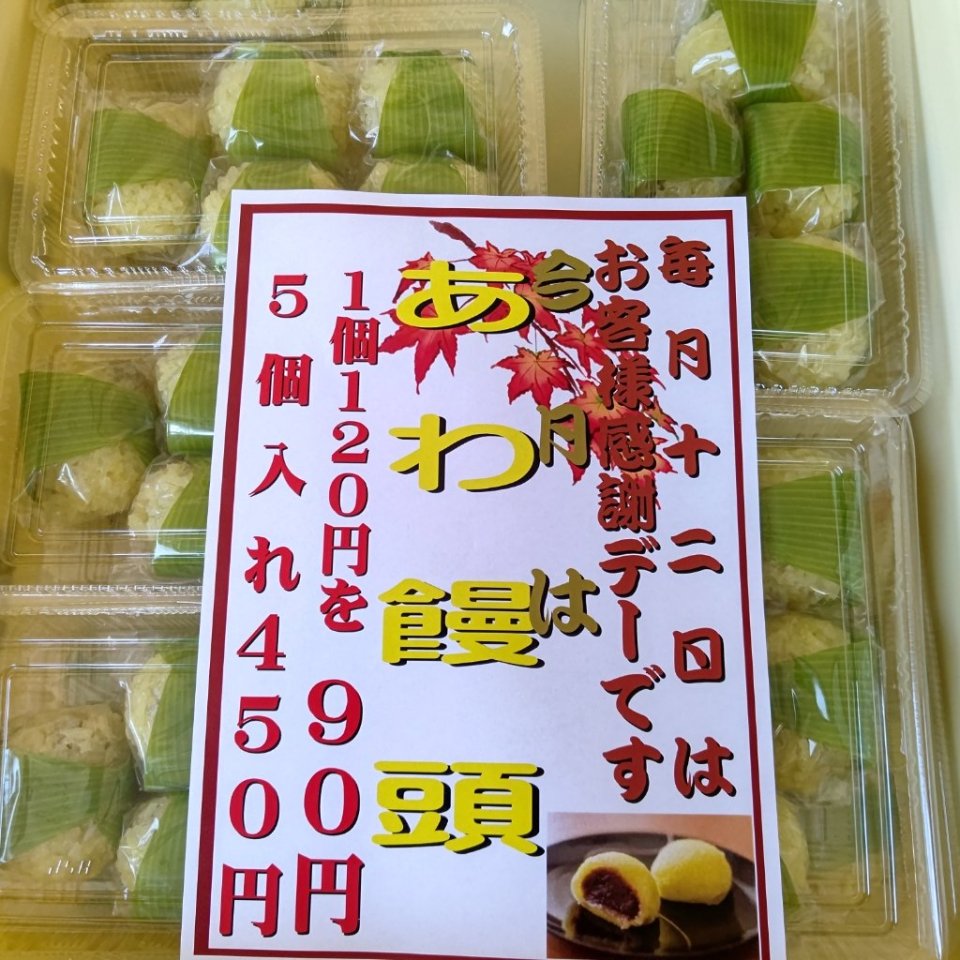 毎月十二日は
お客様感謝デーです
今月は
あわ饅頭
1個120円を90円
5個入れ450円